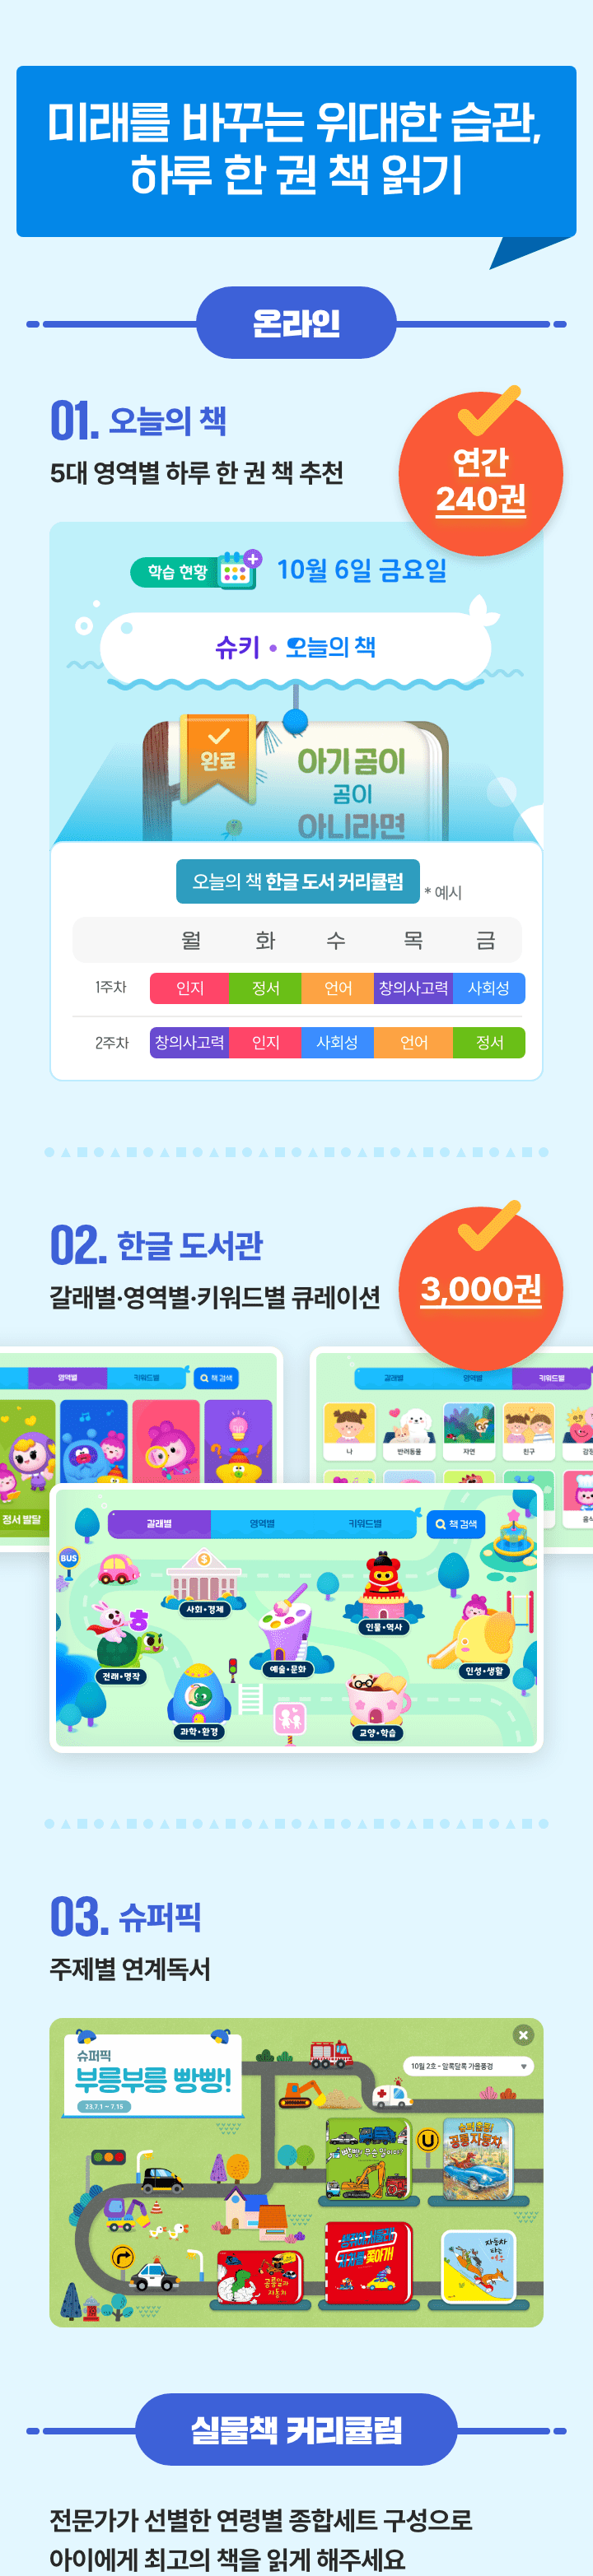 미래를 바꾸는 위대한 습관,
하루 한 권 책 읽기
온라인
01. 오늘의 책
5대 영역별 하루 한 권 책 추천
연간
240권
학습 현황
10월 6일 금요일
슈키 • 오늘의 책
완료
아기 곰이
곰이
아니라면
오늘의 책 한글 도서 커리큘럼
* 예시
월 화 수 목 금
1주차 인지 정서 언어 창의사고력 사회성
2주차 창의사고력 인지 사회성 언어 정서
02. 한글 도서관
갈래별·영역별·키워드별 큐레이션
3,000권
영역별 키워드별 책 검색
정서 발달
갈래별 영역별 키워드별
나 반려동물 자연 친구
갈래별 영역별 키워드별 책 검색
BUS
사회•경제
인물•역사
전래•명작
예술•문화
인성•생활
과학•환경
교양•학습
03. 슈퍼픽
주제별 연계독서
슈퍼픽
부릉부릉 빵빵!
23.7.1 ~ 7.15
10월 2호 - 알록달록 가을풍경
실물책 커리큘럼
전문가가 선별한 연령별 종합세트 구성으로
아이에게 최고의 책을 읽게 해주세요